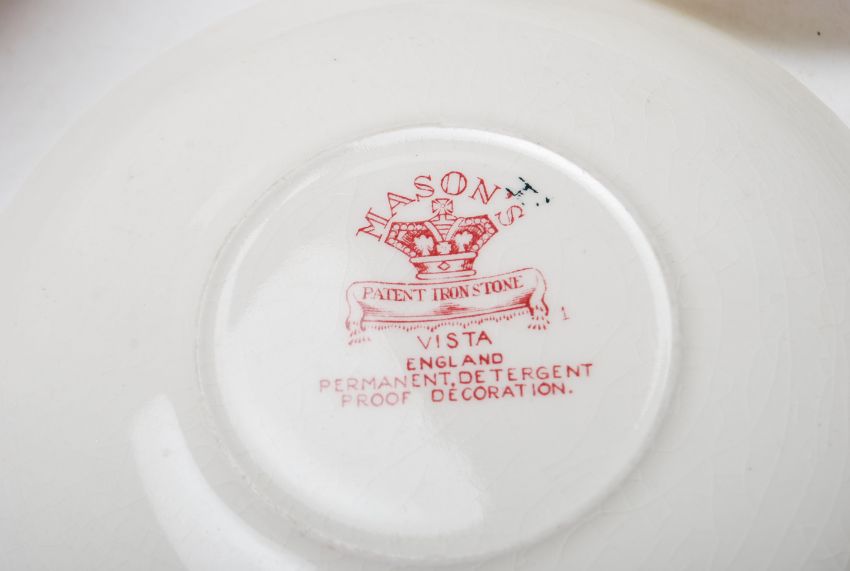 MASON'S
PATENT IRONSTONE
1
VISTA
ENGLAND
PERMANENT, DETERGENT
PROOF DECORATION.